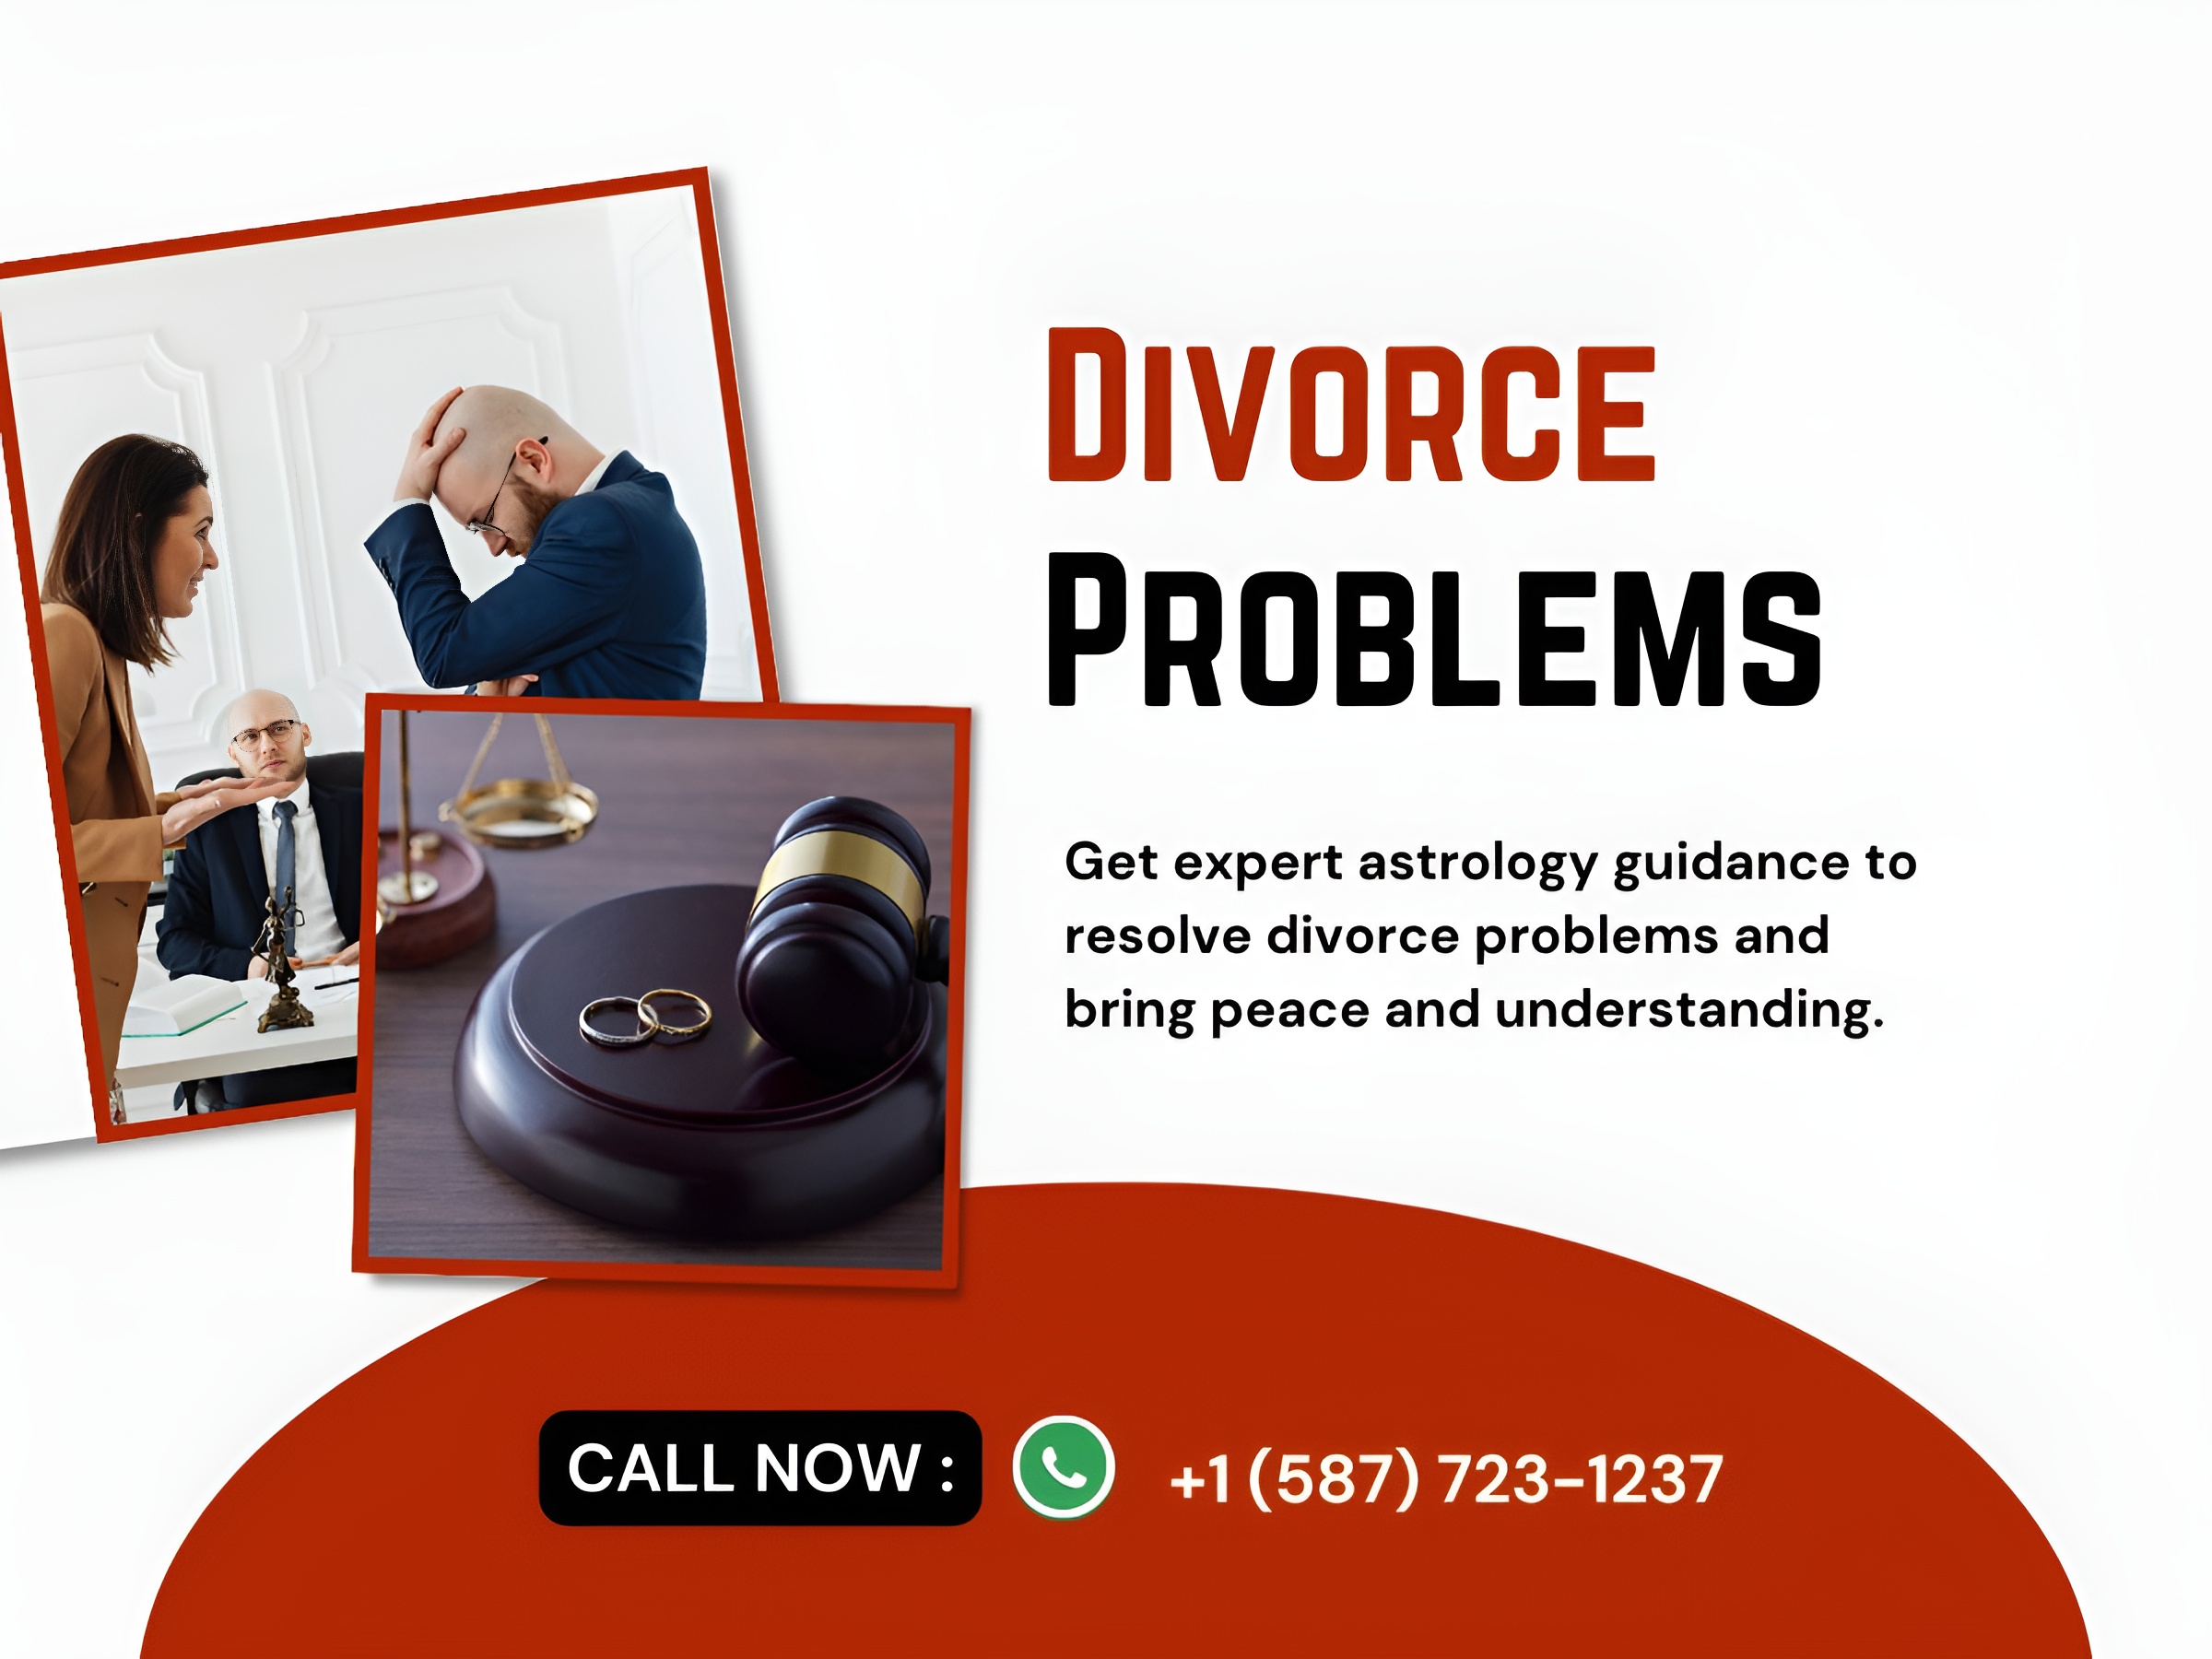 DIVORCE
PROBLEMS
Get expert astrology guidance to
resolve divorce problems and
bring peace and understanding.
CALL NOW :
+1 (587) 723-1237